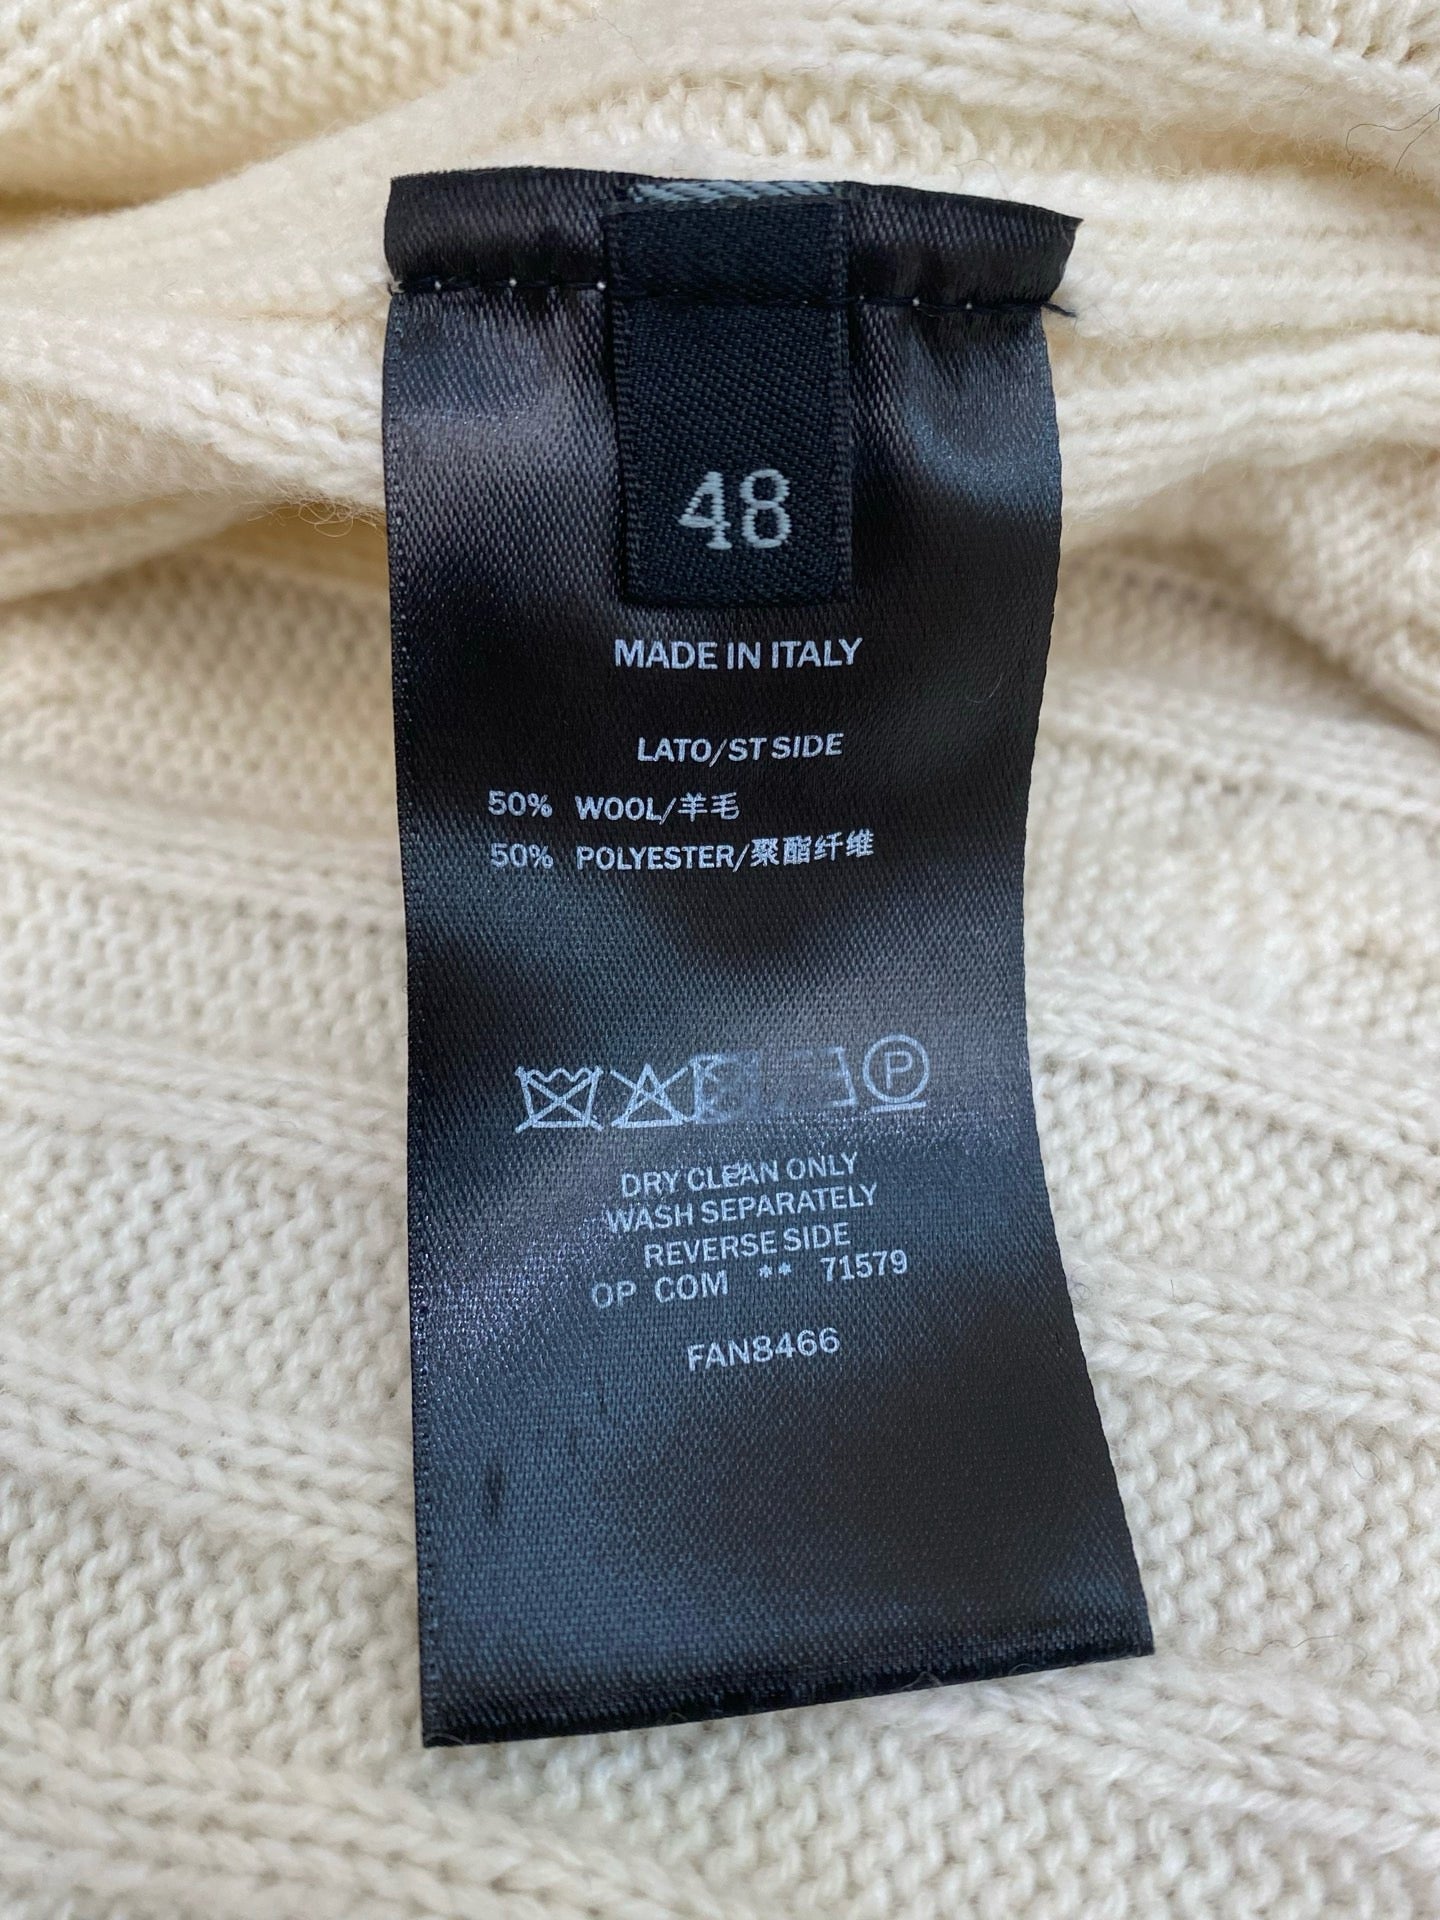 48
MADE IN ITALY
LATO/ST SIDE
50% WOOL/羊毛
50% POLYESTER/聚酯纤维
P
DRY CLEAN ONLY
WASH SEPARATELY
REVERSE SIDE
OP COM ** 71579
FAN8466